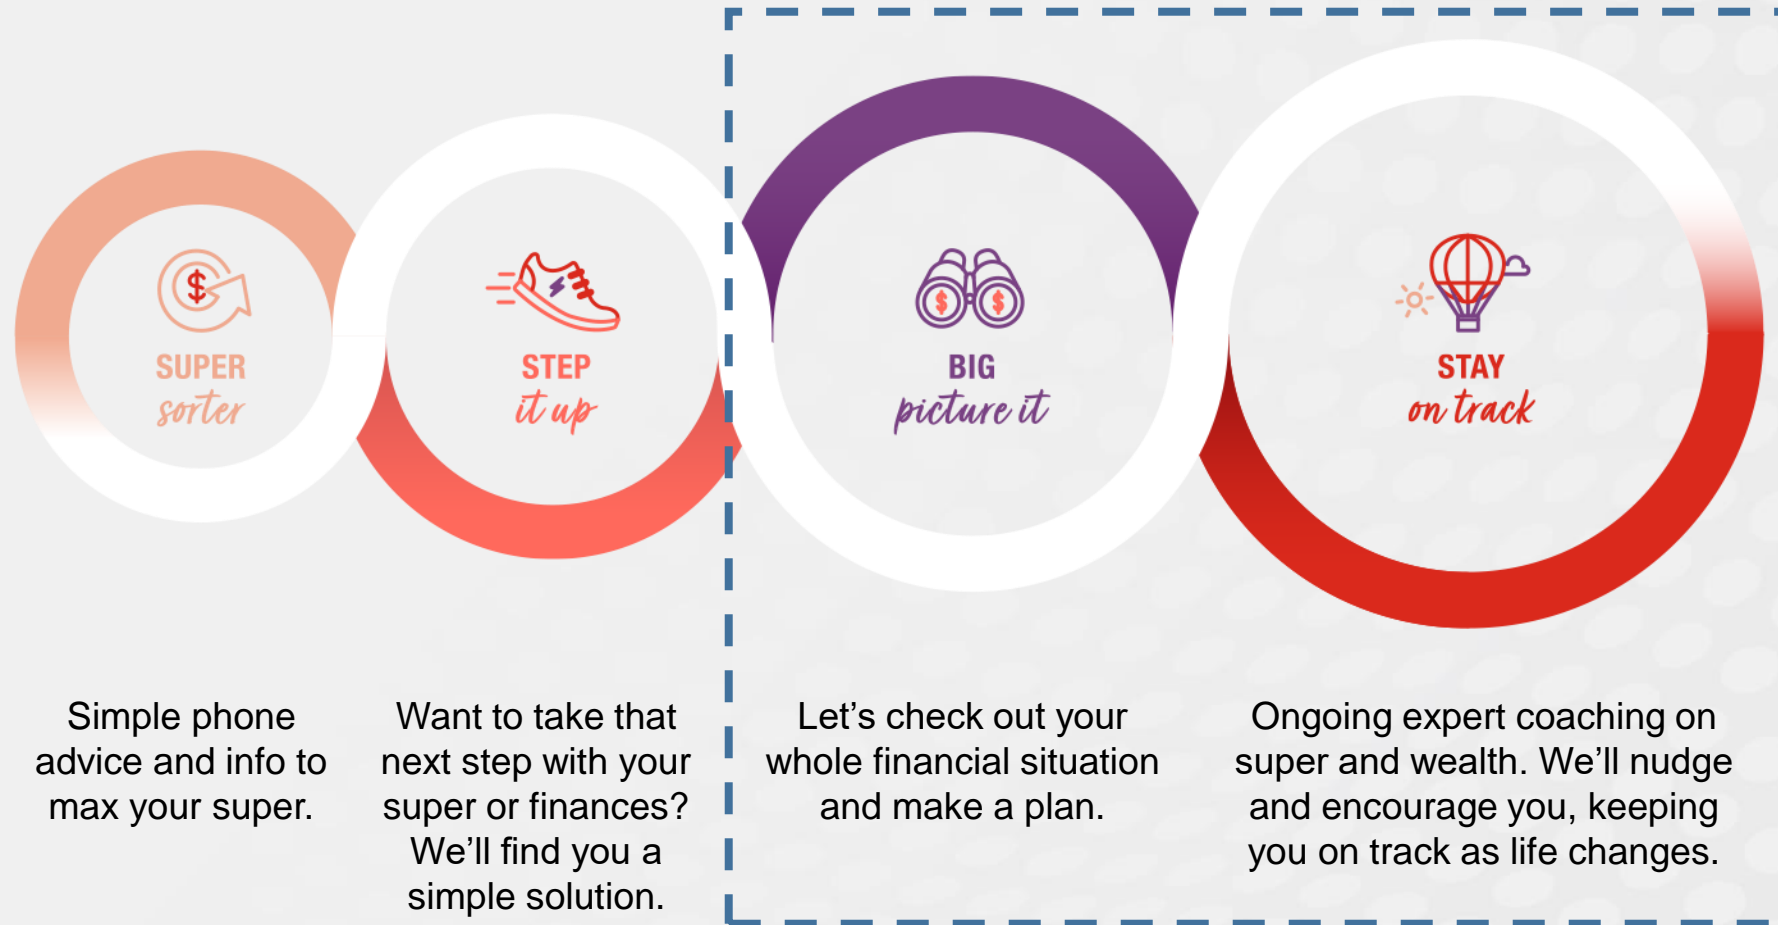 $
$ $
SUPER
sorter
STEP
it up
BIG
picture it
STAY
on track
Simple phone
advice and info to
max your super.
Want to take that
next step with your
super or finances?
We’ll find you a
simple solution.
Let’s check out your
whole financial situation
and make a plan.
Ongoing expert coaching on
super and wealth. We’ll nudge
and encourage you, keeping
you on track as life changes.